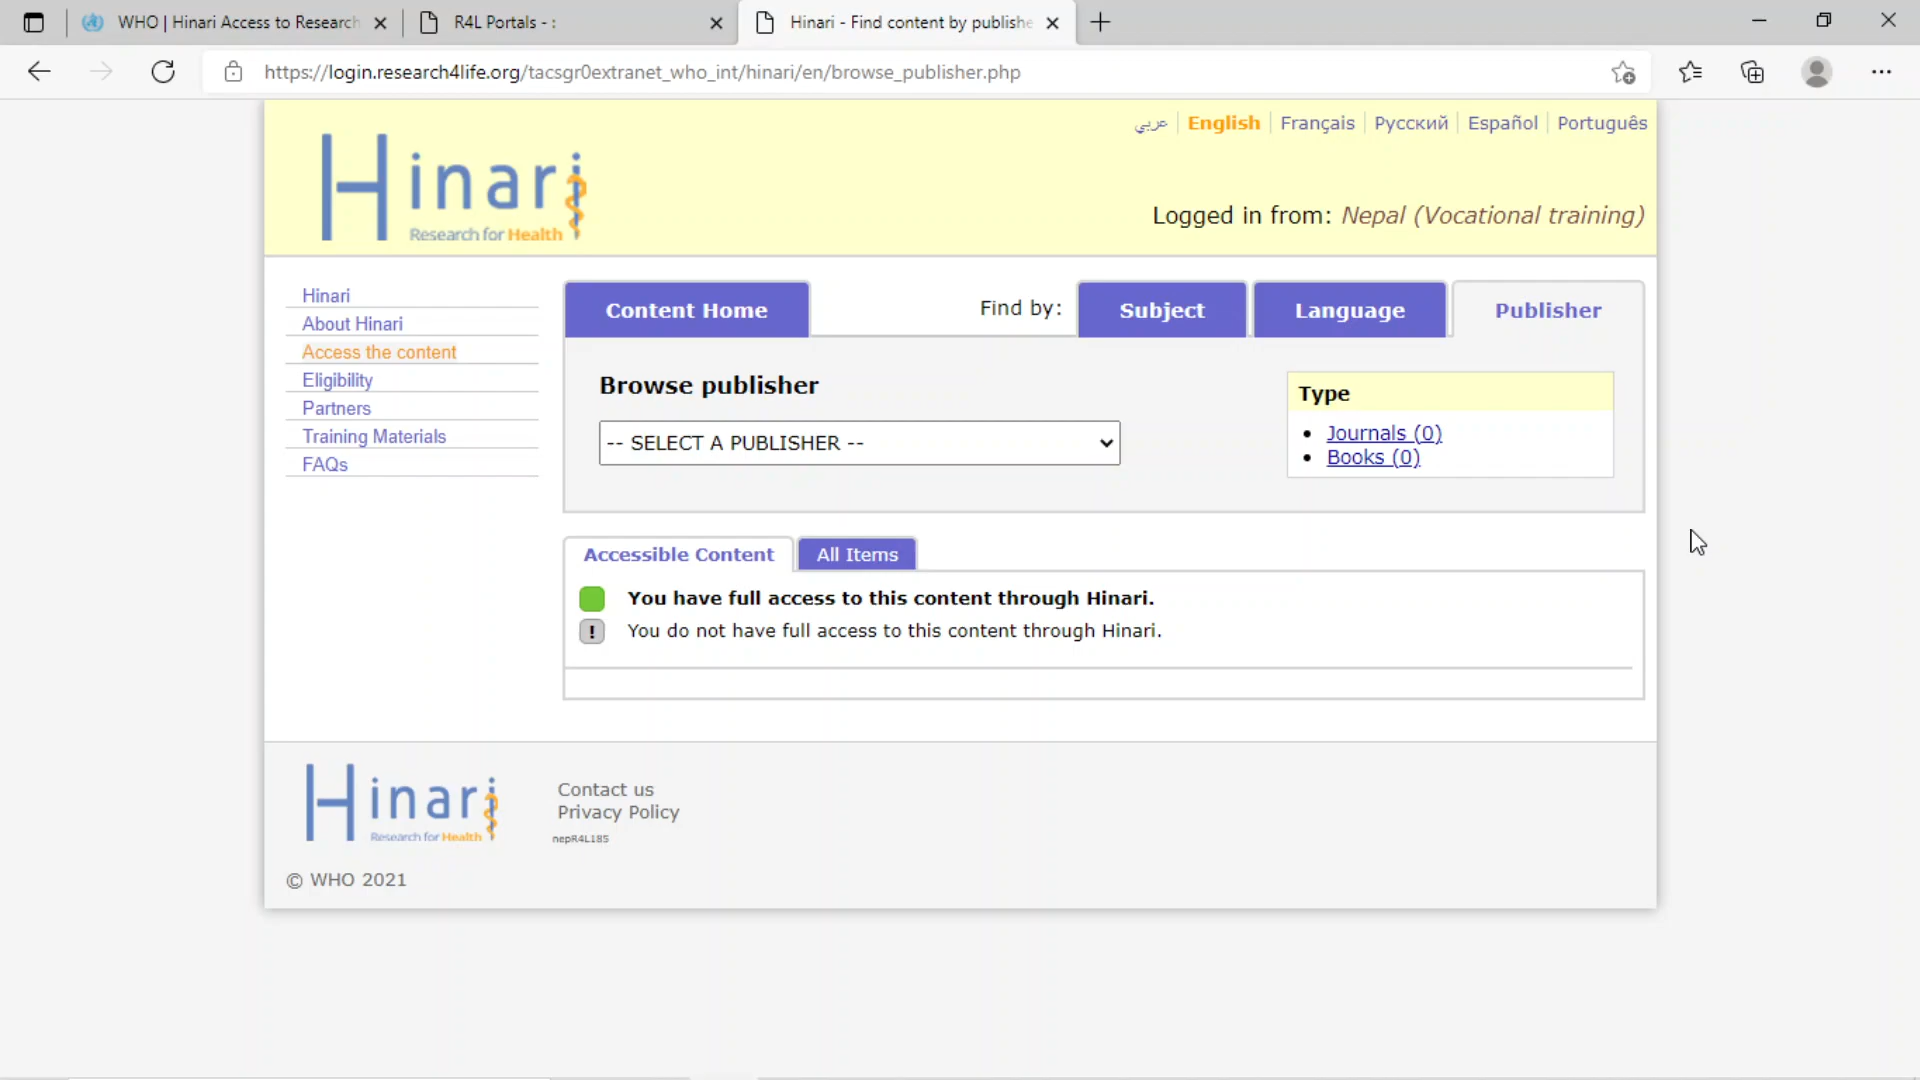 WHO | Hinari Access to Research
R4L Portals - :
Hinari - Find content by publishe
https://login.research4life.org/tacsgr0extranet_who_int/hinari/en/browse_publisher.php
عربي
English
Français
Русский
Español
Português
Hinari
Research for Health
Logged in from: Nepal (Vocational training)
Hinari
About Hinari
Access the content
Eligibility
Partners
Training Materials
FAQs
Content Home
Find by:
Subject
Language
Publisher
Browse publisher
-- SELECT A PUBLISHER --
Type
Journals (0)
Books (0)
Accessible Content
All Items
You have full access to this content through Hinari.
! You do not have full access to this content through Hinari.
Hinari
Research for Health
Contact us
Privacy Policy
nepR4L185
© WHO 2021